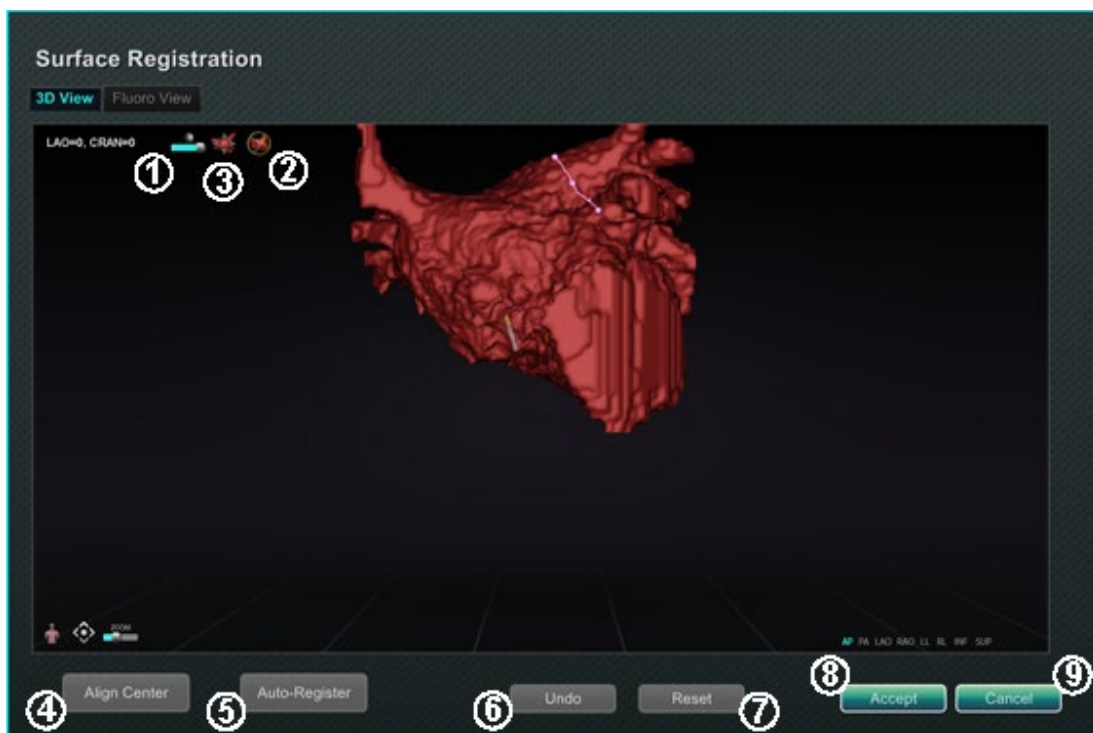 Surface Registration
3D View Fluoro View
LAO=0, CRAN=0
① ③ ②
ZOOM
AP PA LAO RAO LL RL INF SUP
④ Align Center ⑤ Auto-Register ⑥ Undo Reset ⑦ ⑧ Accept Cancel ⑨